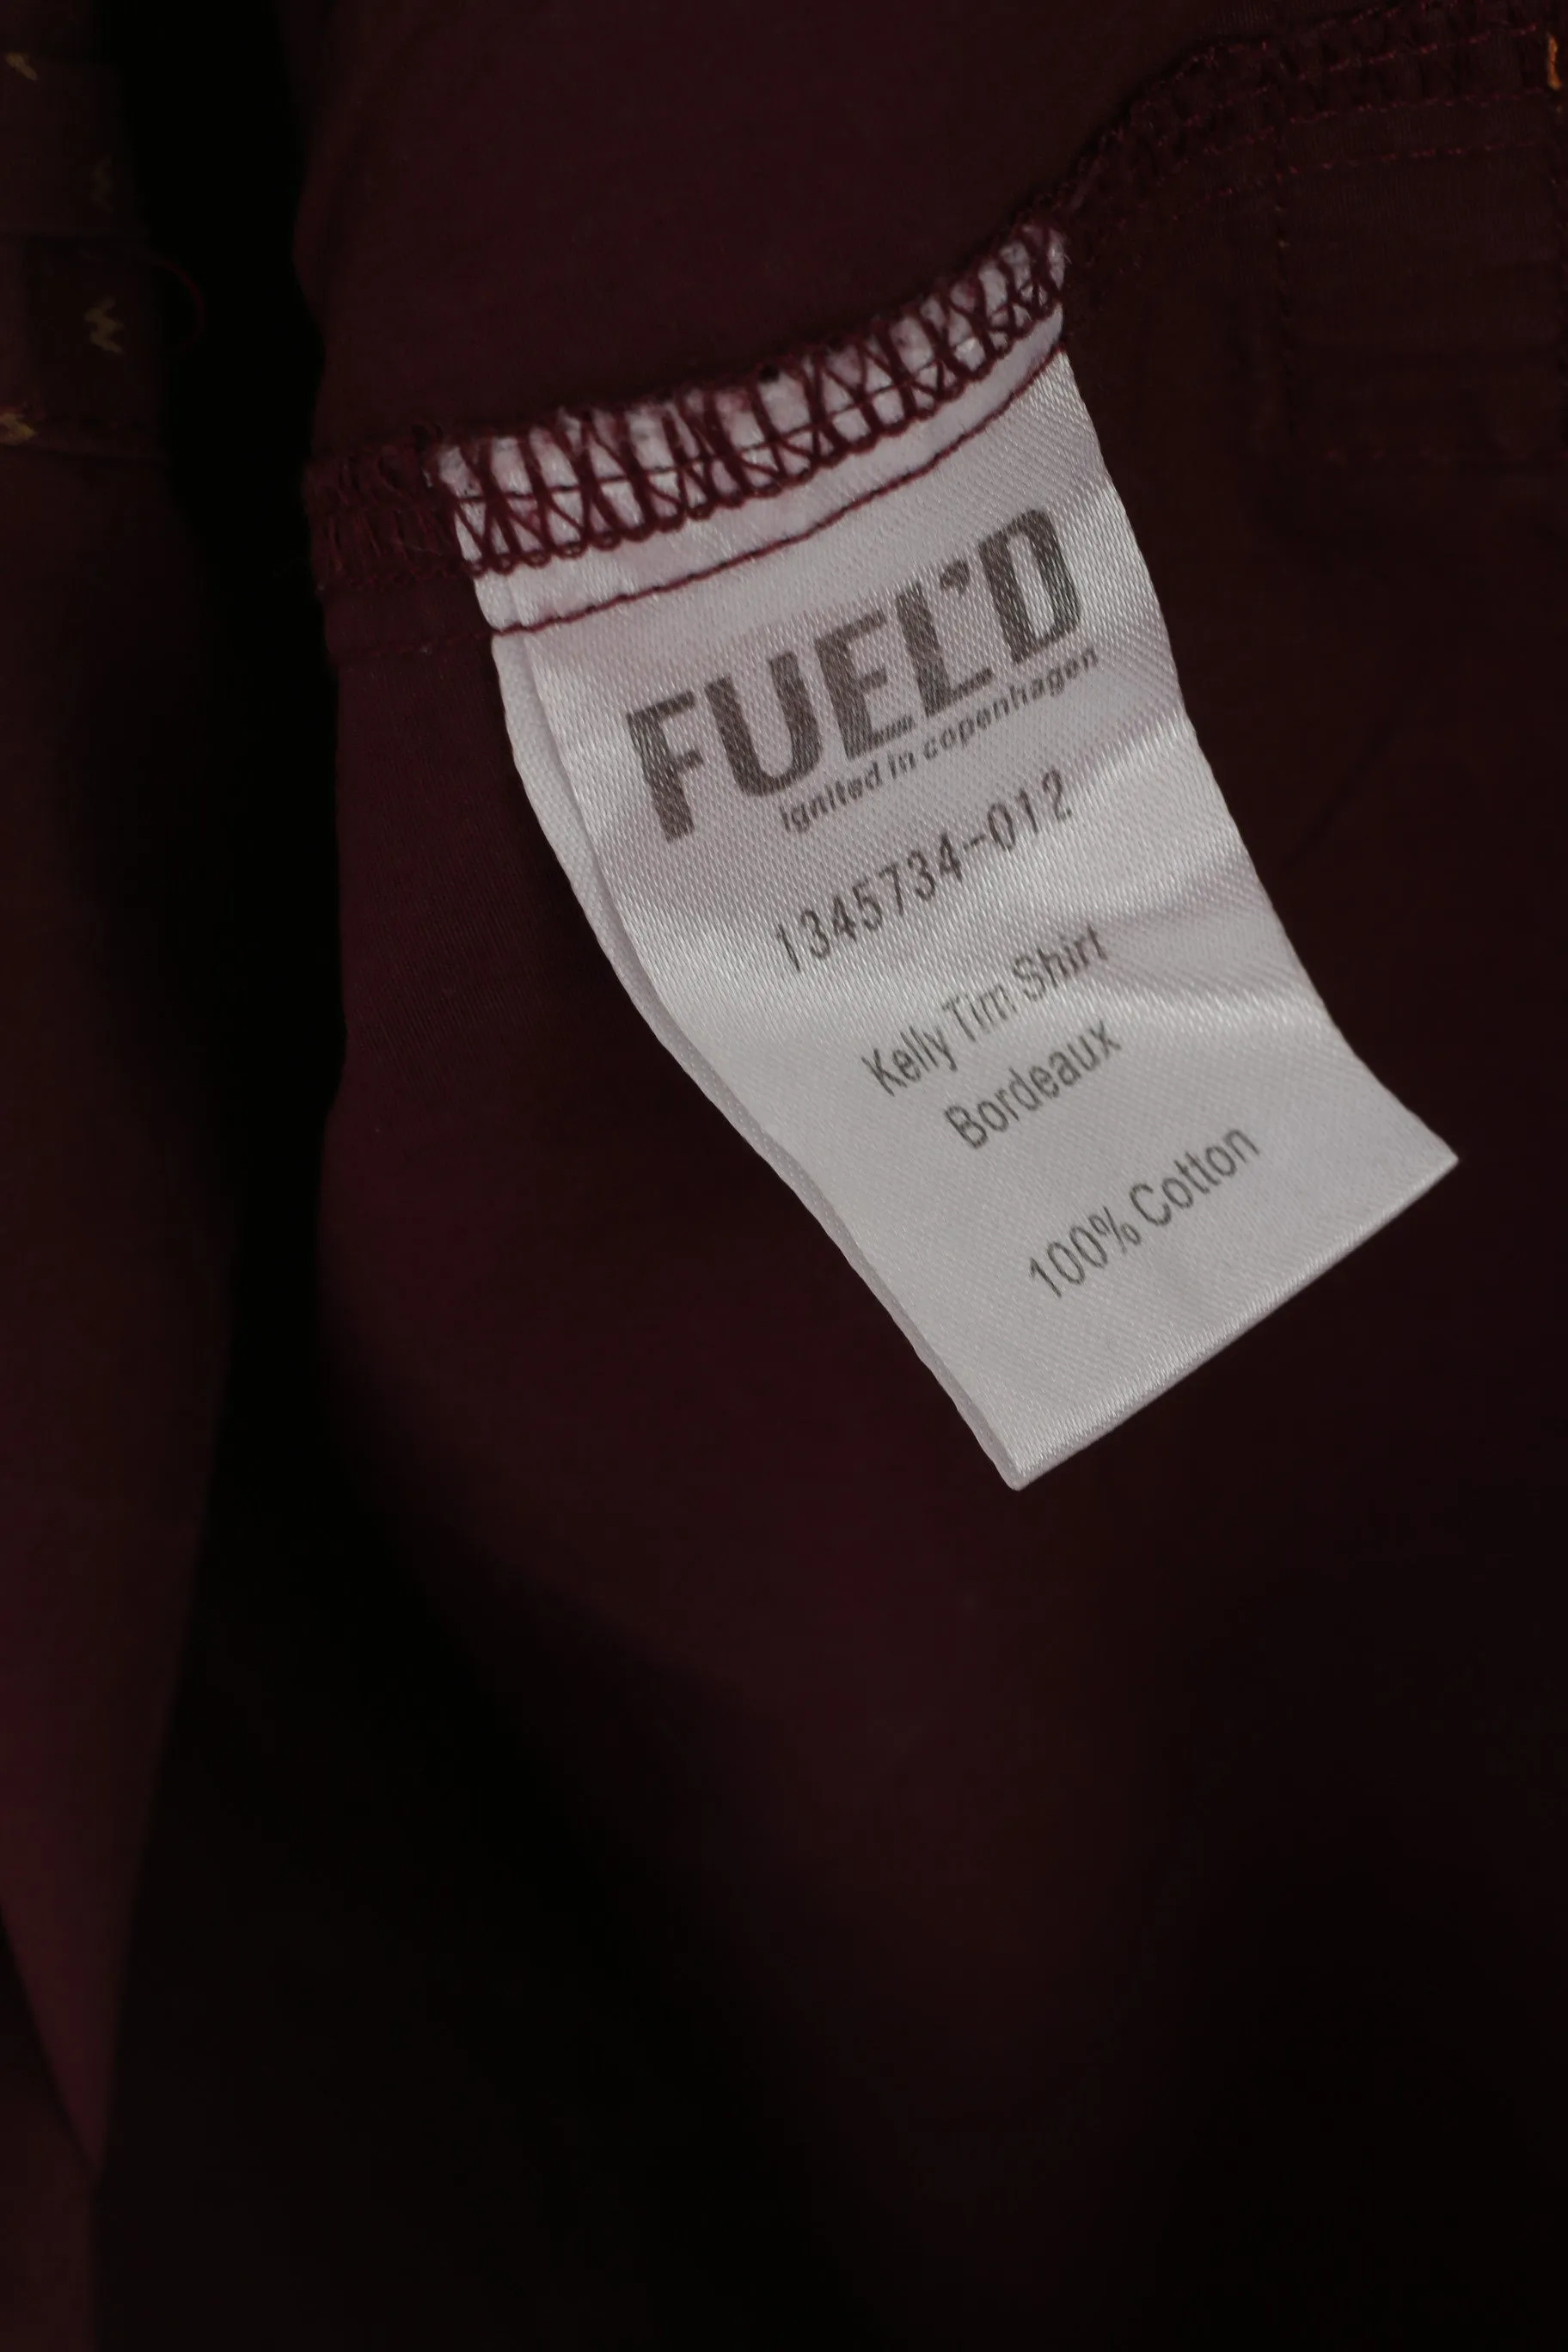 FUEL'D
ignited in copenhagen
1345734-012
Kelly Tim Shirt
Bordeaux
100% Cotton